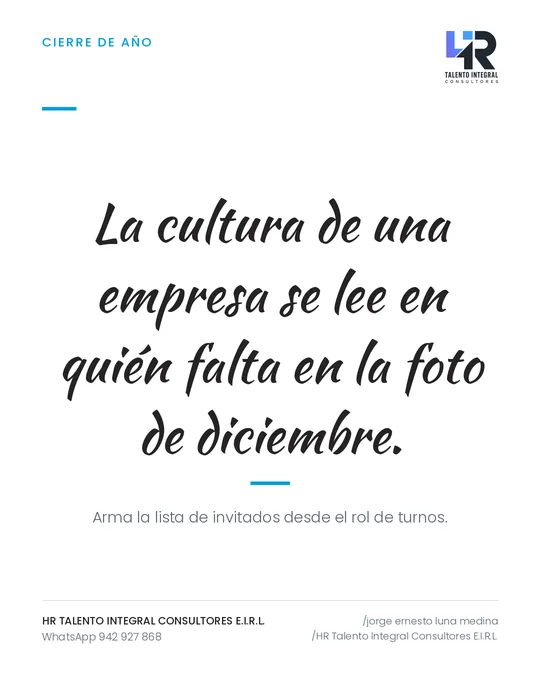 CIERRE DE AÑO
HR
TALENTO INTEGRAL
CONSULTORES
La cultura de una
empresa se lee en
quién falta en la foto
de diciembre.
Arma la lista de invitados desde el rol de turnos.
HR TALENTO INTEGRAL CONSULTORES E.I.R.L.
WhatsApp 942 927 868
/jorge ernesto luna medina
/HR Talento Integral Consultores E.I.R.L.